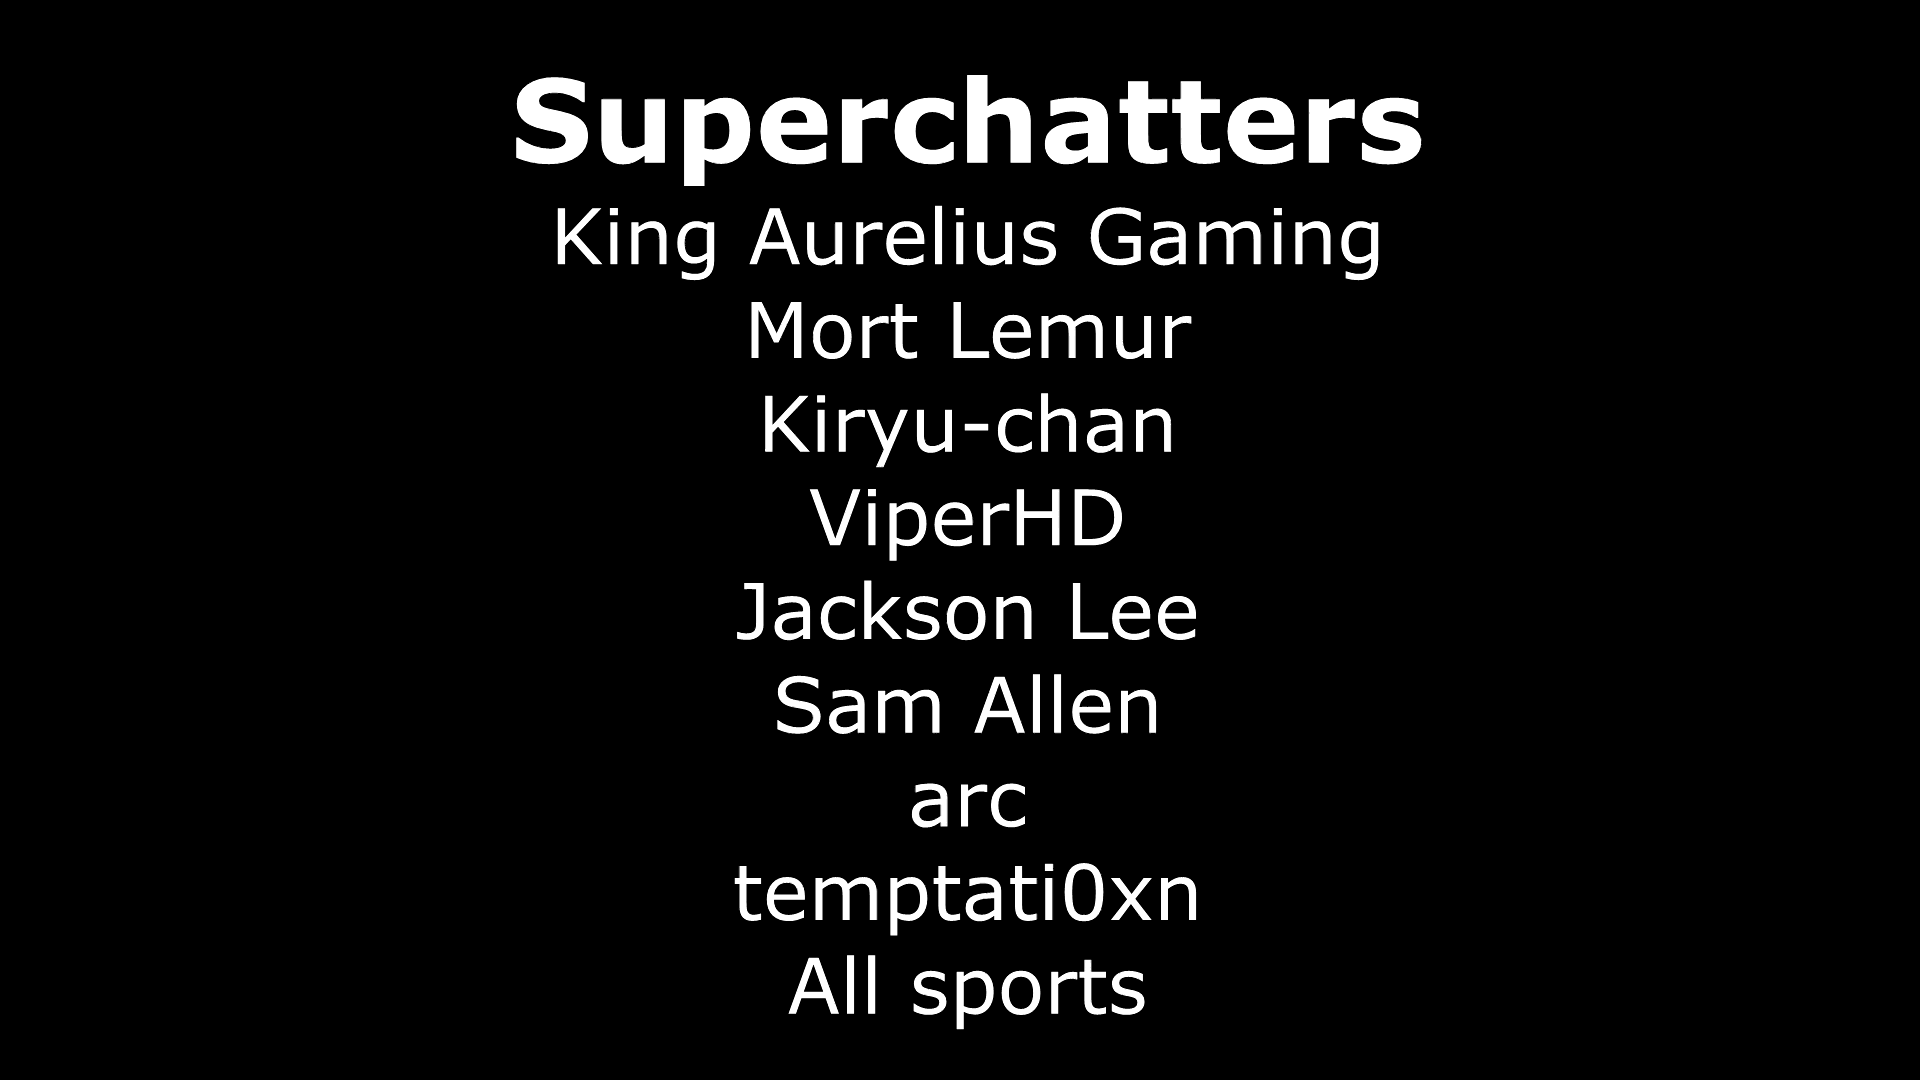 Superchatters
King Aurelius Gaming
Mort Lemur
Kiryu-chan
ViperHD
Jackson Lee
Sam Allen
arc
temptati0xn
All sports